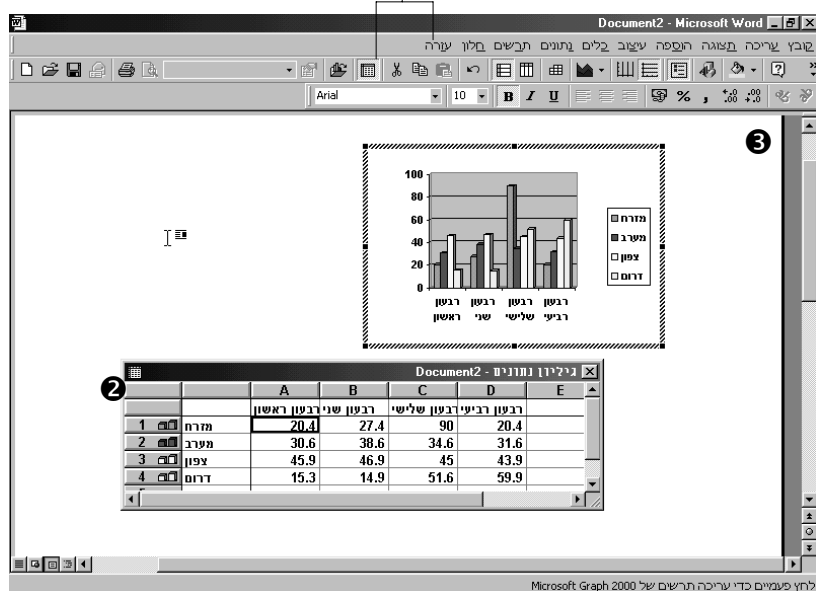 Document2 - Microsoft Word
קובץ עריכה תצוגה הוספה עיצוב כלים נתונים תרשים חלון עזרה
Arial 10 B I U % , .00 .00
❸
100
80
60
40
20
0
רבעון ראשון
רבעון שני
רבעון שלישי
רבעון רביעי
מזרח
מערב
צפון
דרום
❷
גיליון נתונים - Document2
A B C D E
רבעון ראשון רבעון שני רבעון שלישי רבעון רביעי
1 מזרח 20.4 27.4 90 20.4
2 מערב 30.6 38.6 34.6 31.6
3 צפון 45.9 46.9 45 43.9
4 דרום 15.3 14.9 51.6 59.9
לחץ פעמיים כדי עריכה תרשים של Microsoft Graph 2000